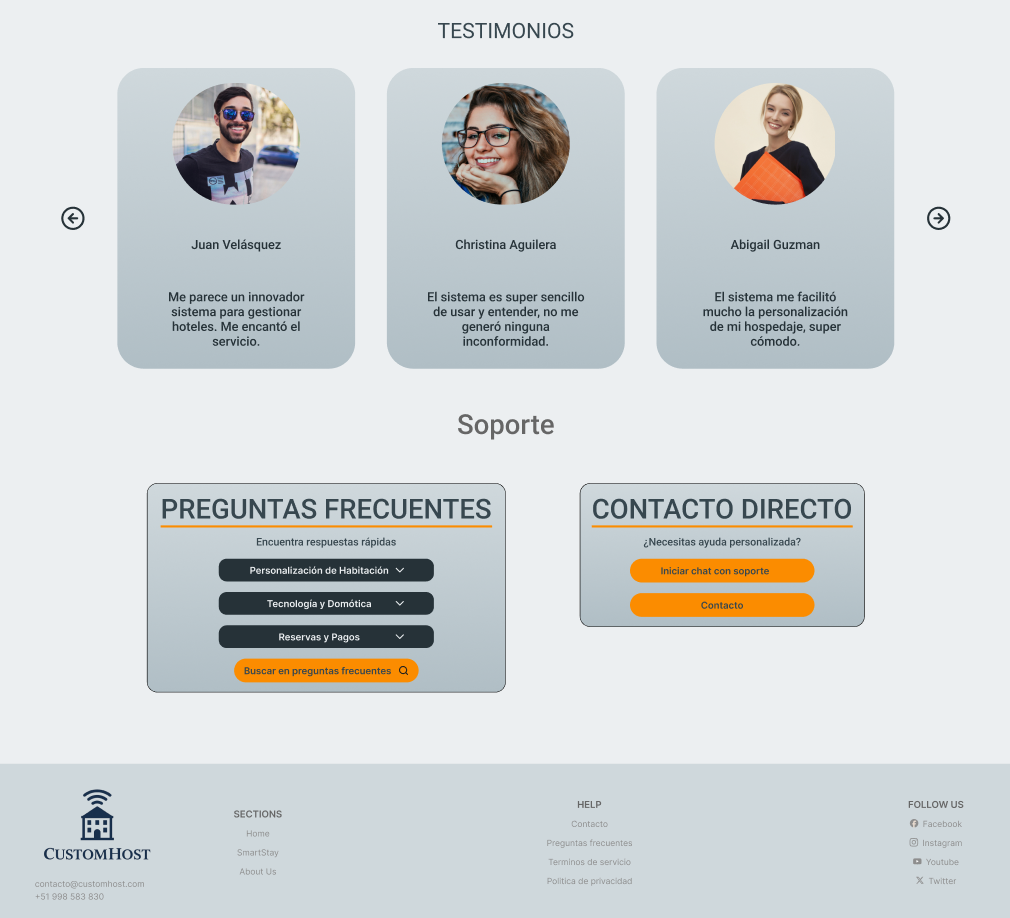 TESTIMONIOS
Juan Velásquez
Me parece un innovador
sistema para gestionar
hoteles. Me encantó el
servicio.
Christina Aguilera
El sistema es super sencillo
de usar y entender, no me
generó ninguna
inconformidad.
Abigail Guzman
El sistema me facilitó
mucho la personalización
de mi hospedaje, super
cómodo.
Soporte
PREGUNTAS FRECUENTES
Encuentra respuestas rápidas
Personalización de Habitación
Tecnología y Domótica
Reservas y Pagos
Buscar en preguntas frecuentes
CONTACTO DIRECTO
¿Necesitas ayuda personalizada?
Iniciar chat con soporte
Contacto
CUSTOMHOST
contacto@customhost.com
+51 998 583 830
SECTIONS
Home
SmartStay
About Us
HELP
Contacto
Preguntas frecuentes
Terminos de servicio
Politica de privacidad
FOLLOW US
Facebook
Instagram
Youtube
Twitter